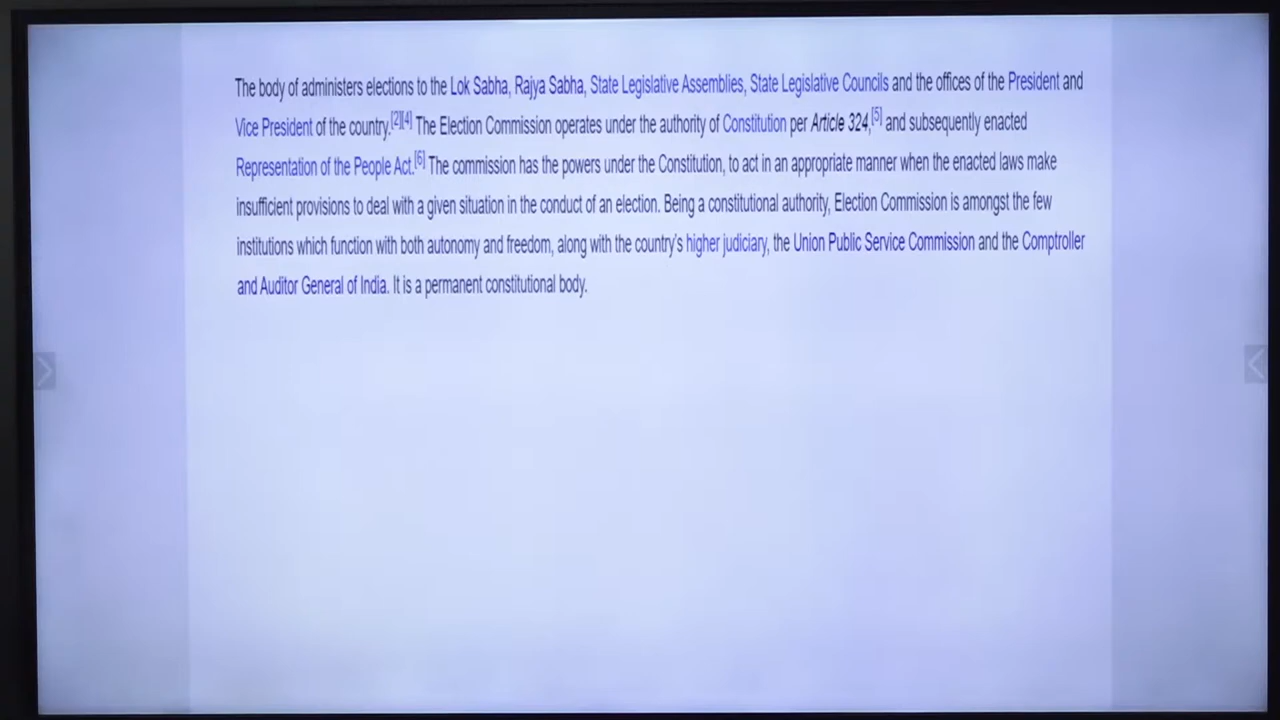 The body of administers elections to the Lok Sabha, Rajya Sabha, State Legislative Assemblies, State Legislative Councils and the offices of the President and
Vice President of the country.[2][4] The Election Commission operates under the authority of Constitution per Article 324,[5] and subsequently enacted
Representation of the People Act.[6] The commission has the powers under the Constitution, to act in an appropriate manner when the enacted laws make
insufficient provisions to deal with a given situation in the conduct of an election. Being a constitutional authority, Election Commission is amongst the few
institutions which function with both autonomy and freedom, along with the country's higher judiciary, the Union Public Service Commission and the Comptroller
and Auditor General of India. It is a permanent constitutional body.